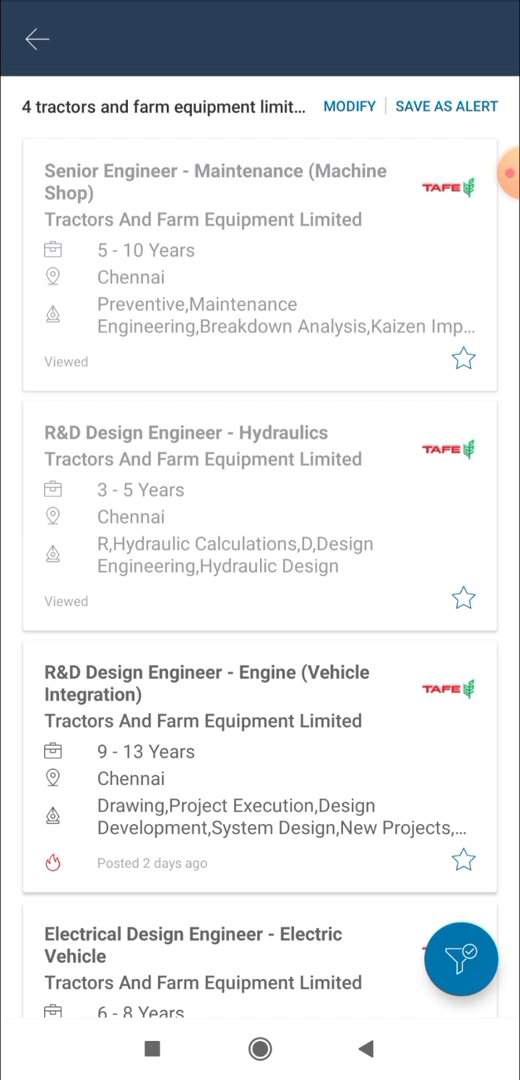 4 tractors and farm equipment limit... MODIFY SAVE AS ALERT
Senior Engineer - Maintenance (Machine
Shop)
TAFE
Tractors And Farm Equipment Limited
5 - 10 Years
Chennai
Preventive,Maintenance
Engineering,Breakdown Analysis,Kaizen Imp...
Viewed
R&D Design Engineer - Hydraulics
TAFE
Tractors And Farm Equipment Limited
3 - 5 Years
Chennai
R,Hydraulic Calculations,D,Design
Engineering,Hydraulic Design
Viewed
R&D Design Engineer - Engine (Vehicle
Integration)
TAFE
Tractors And Farm Equipment Limited
9 - 13 Years
Chennai
Drawing,Project Execution,Design
Development,System Design,New Projects,...
Posted 2 days ago
Electrical Design Engineer - Electric
Vehicle
Tractors And Farm Equipment Limited
6 - 8 Years